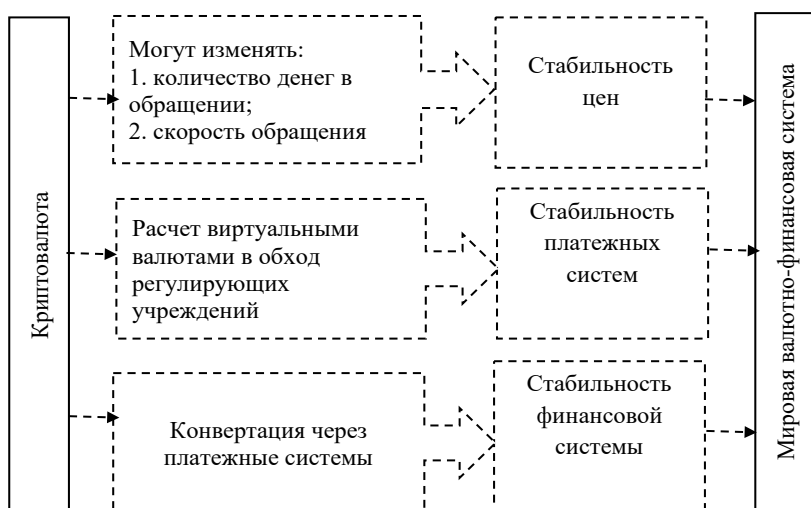 Криптовалюта
Могут изменять:
1. количество денег в
обращении;
2. скорость обращения
Стабильность
цен
Расчет виртуальными
валютами в обход
регулирующих
учреждений
Стабильность
платежных
систем
Конвертация через
платежные системы
Стабильность
финансовой
системы
Мировая валютно-финансовая система